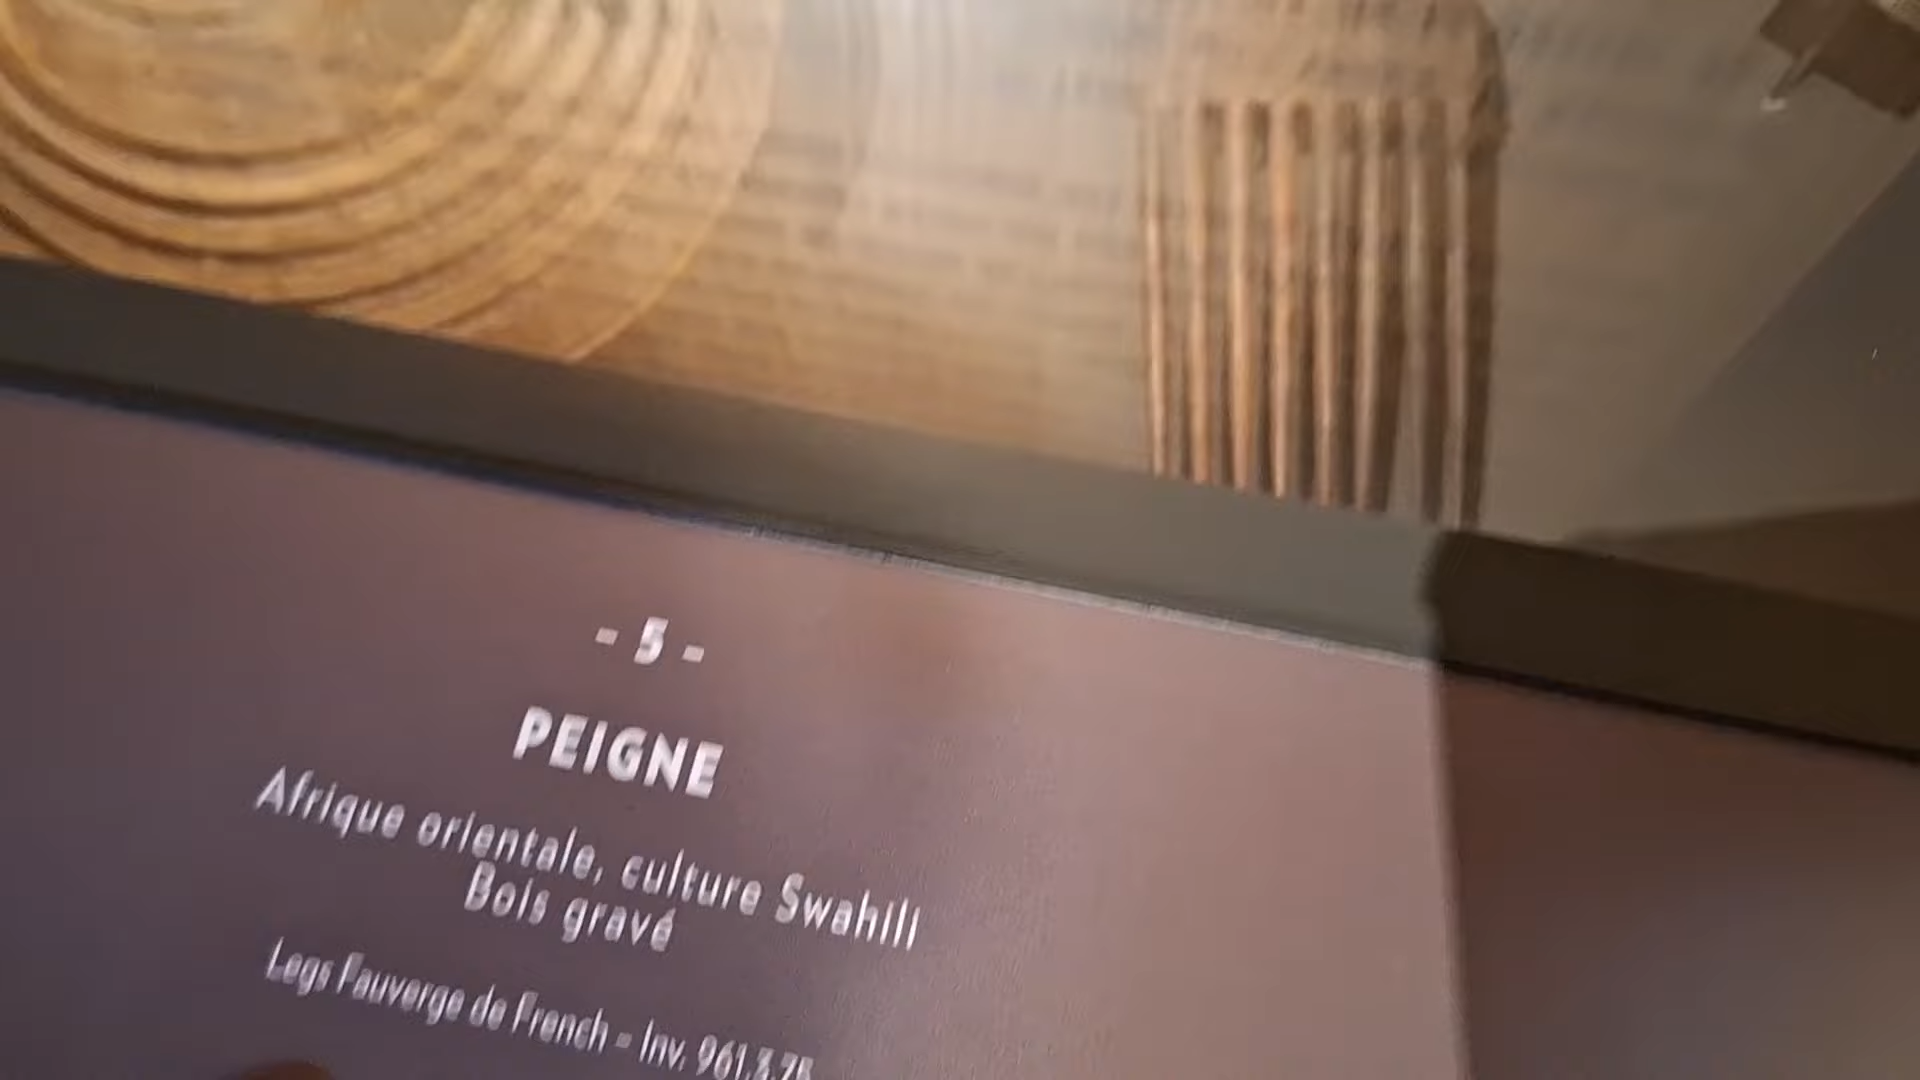 - 5 -
PEIGNE
Afrique orientale, culture Swahili
Bois gravé
Legs Fauverge de French - Inv. 961.3.75